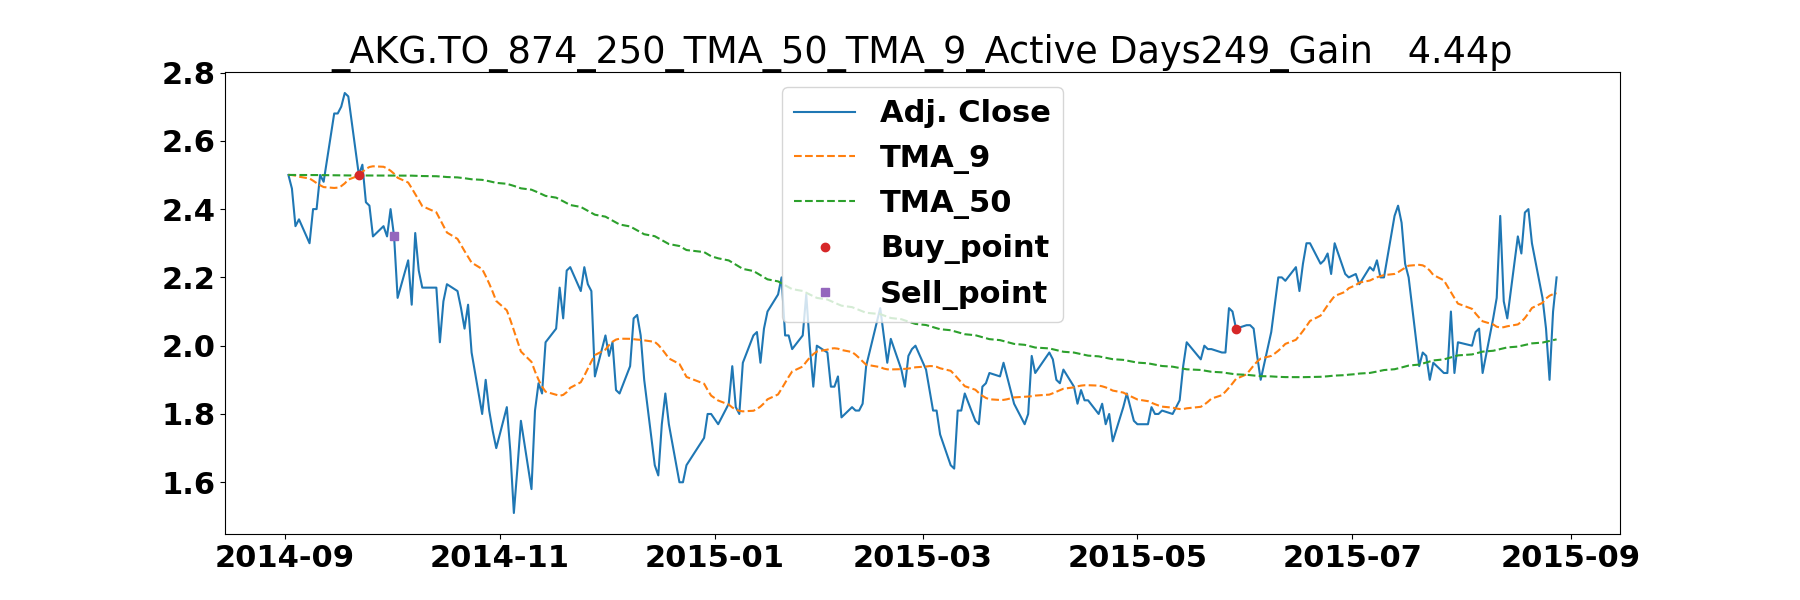 _AKG.TO_874_250_TMA_50_TMA_9_Active Days249_Gain   4.44p
2.8
2.6
2.4
2.2
2.0
1.8
1.6
Adj. Close
TMA_9
TMA_50
Buy_point
Sell_point
2014-09 2014-11 2015-01 2015-03 2015-05 2015-07 2015-09